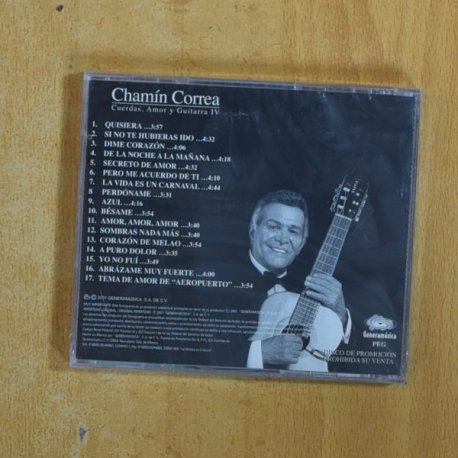 Chamín Correa
Cuerdas, Amor y Guitarra IV
1. QUISIERA ...3:57
2. SI NO TE HUBIERAS IDO ...4:32
3. DIME CORAZÓN ...4:06
4. DE LA NOCHE A LA MAÑANA ...4:18
5. SECRETO DE AMOR ...4:32
6. PERO ME ACUERDO DE TI ...4:10
7. LA VIDA ES UN CARNAVAL ...4:44
8. PERDÓNAME ...3:31
9. AZUL ...4:16
10. BÉSAME ...3:54
11. AMOR, AMOR, AMOR ...3:40
12. SOMBRAS NADA MÁS ...3:40
13. CORAZÓN DE MELAO ...3:54
14. A PURO DOLOR ...3:35
15. YO NO FUÍ ...3:49
16. ABRÁZAME MUY FUERTE ...4:00
17. TEMA DE AMOR DE "AEROPUERTO" ...3:54
℗ © 2001 GENERAMÚSICA, S.A. DE C.V.
Generamúsica
PEG
DISCO DE PROMOCIÓN
PROHIBIDA SU VENTA